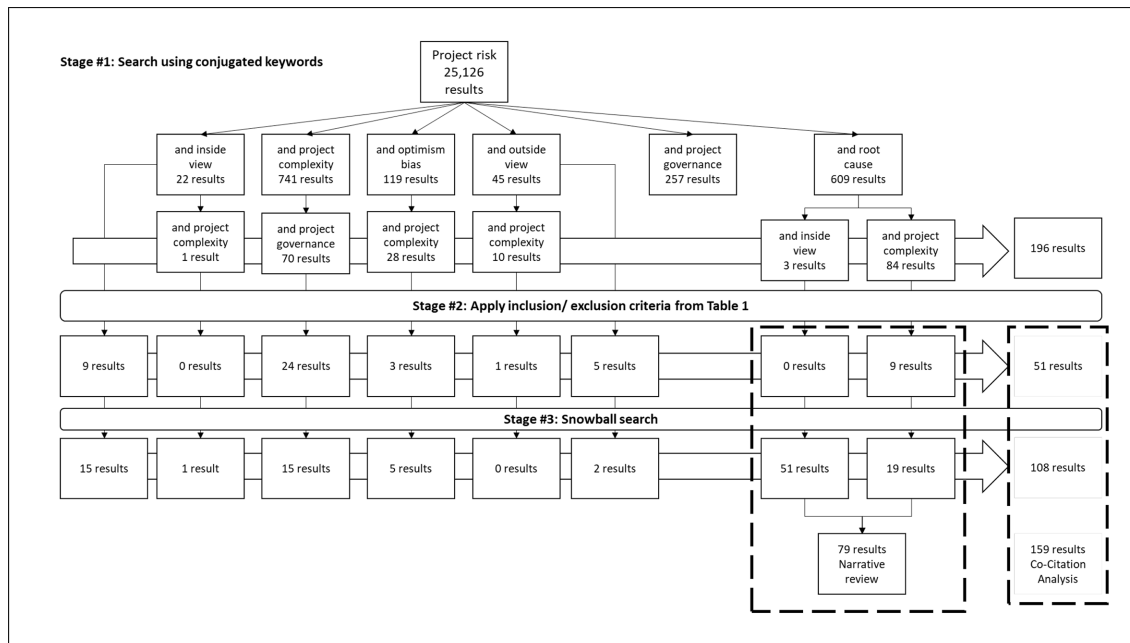 Stage #1: Search using conjugated keywords
Project risk
25,126
results
and inside
view
22 results
and project
complexity
741 results
and optimism
bias
119 results
and outside
view
45 results
and project
governance
257 results
and root
cause
609 results
and project
complexity
1 result
and project
governance
70 results
and project
complexity
28 results
and project
complexity
10 results
and inside
view
3 results
and project
complexity
84 results
196 results
Stage #2: Apply inclusion/ exclusion criteria from Table 1
9 results
0 results
24 results
3 results
1 results
5 results
0 results
9 results
51 results
Stage #3: Snowball search
15 results
1 result
15 results
5 results
0 results
2 results
51 results
19 results
108 results
79 results
Narrative
review
159 results
Co-Citation
Analysis